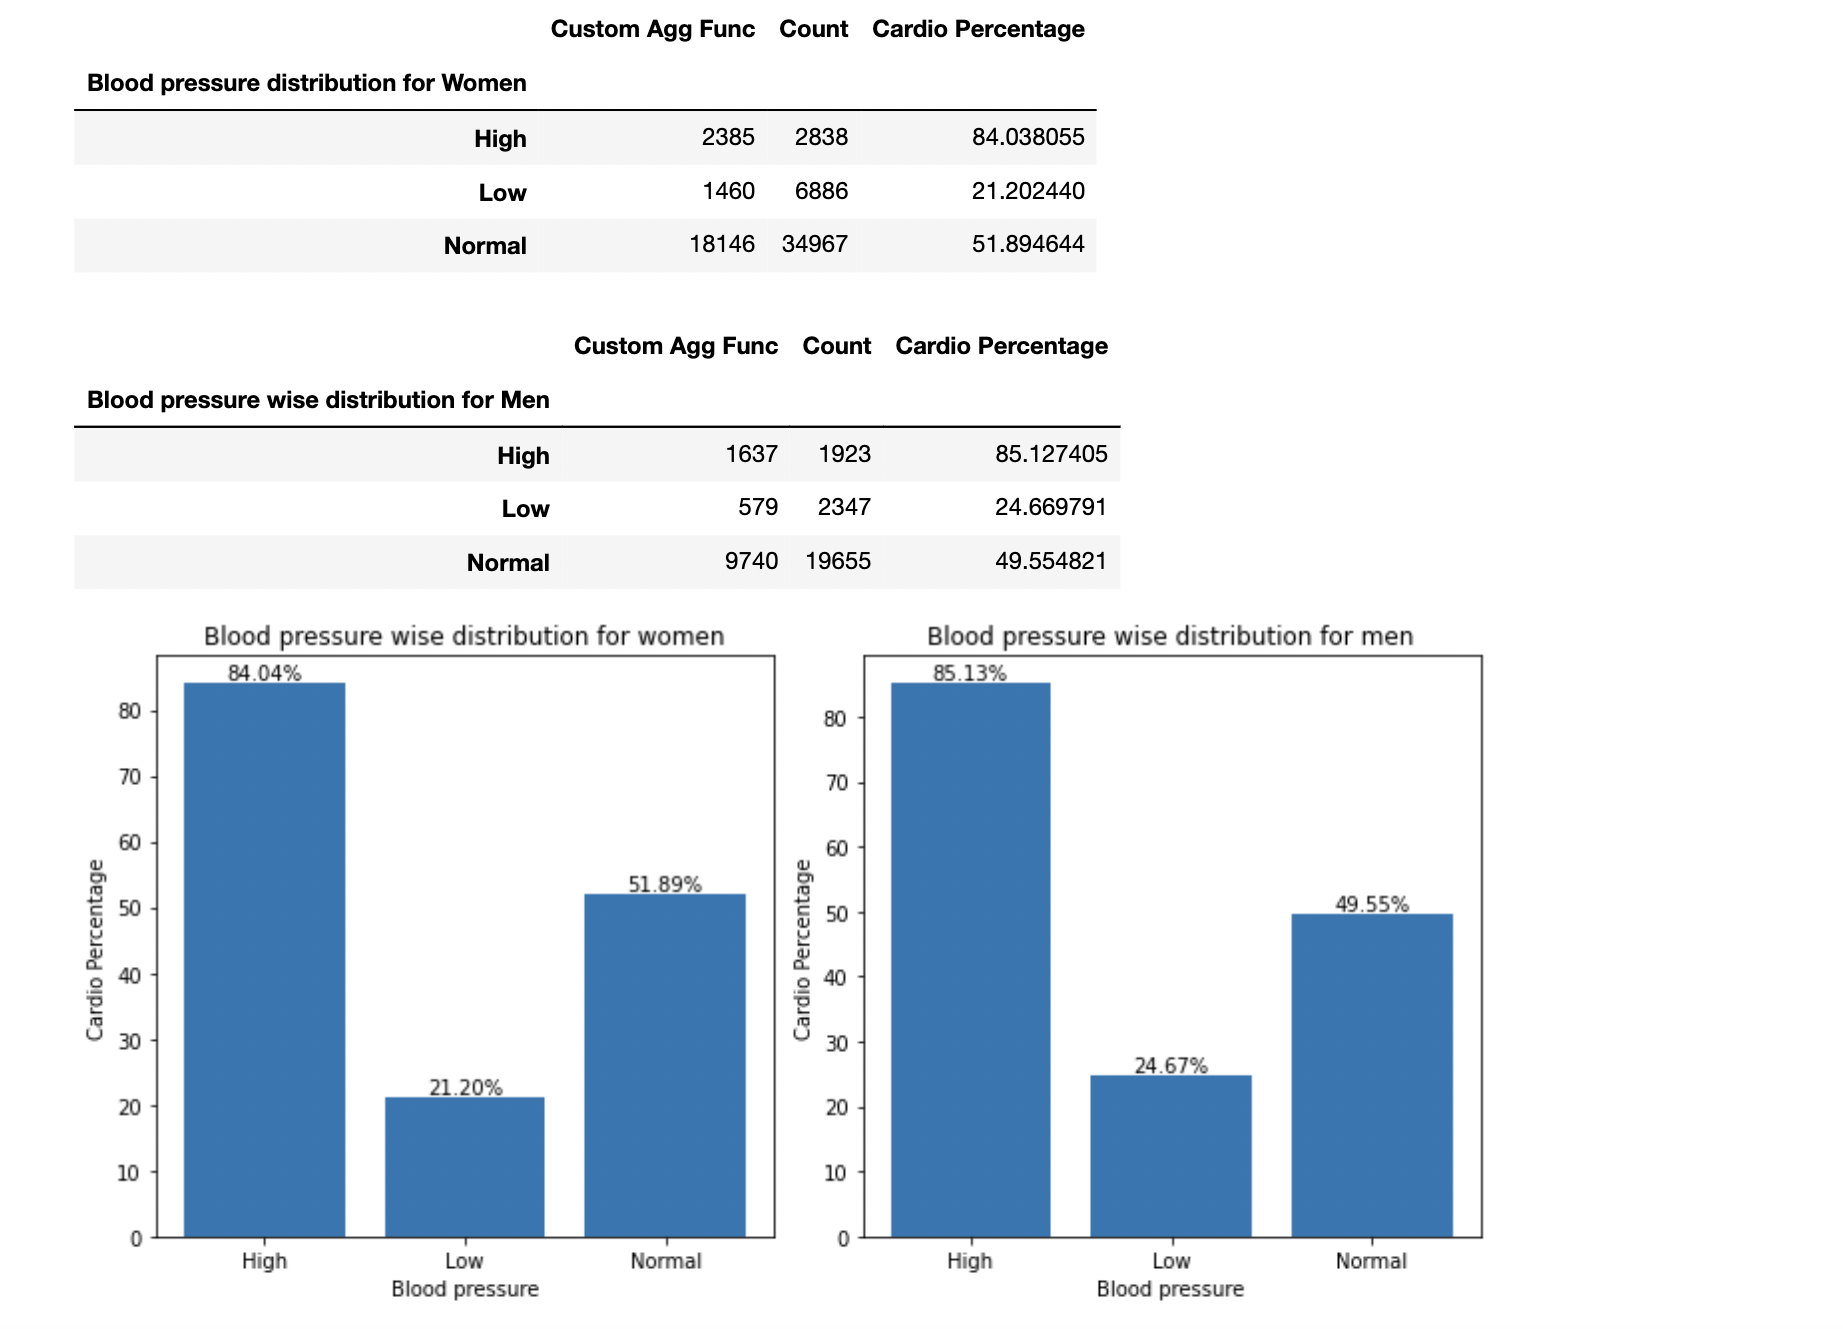 Custom Agg Func Count Cardio Percentage
Blood pressure distribution for Women
High 2385 2838 84.038055
Low 1460 6886 21.202440
Normal 18146 34967 51.894644
Custom Agg Func Count Cardio Percentage
Blood pressure wise distribution for Men
High 1637 1923 85.127405
Low 579 2347 24.669791
Normal 9740 19655 49.554821
Blood pressure wise distribution for women
84.04%
80
70
60
51.89%
50
40
30
21.20%
20
10
0
Cardio Percentage
High Low Normal
Blood pressure
Blood pressure wise distribution for men
85.13%
80
70
60
49.55%
50
40
30
24.67%
20
10
0
Cardio Percentage
High Low Normal
Blood pressure